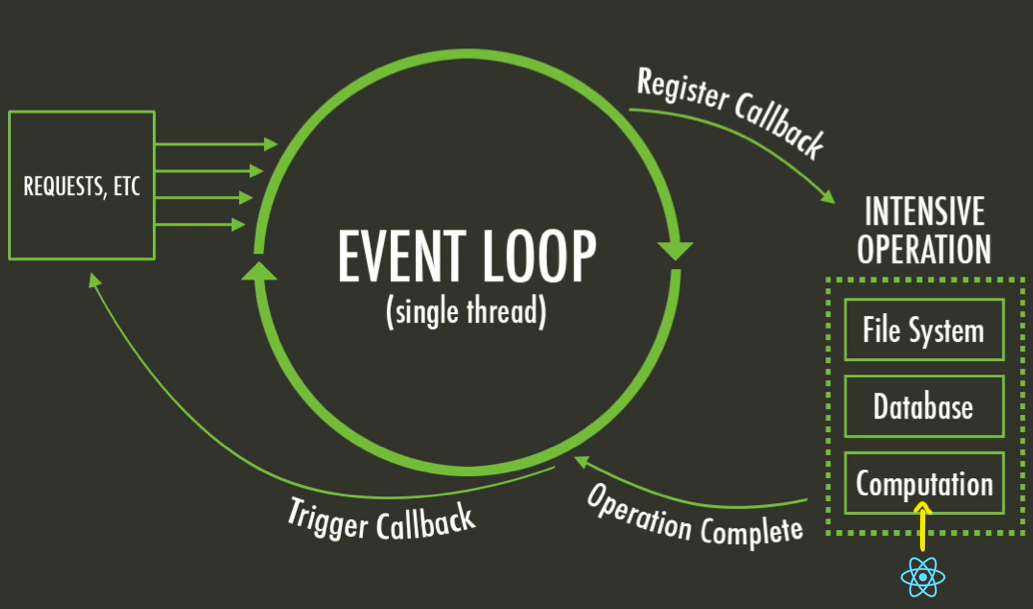 Register Callback
REQUESTS, ETC
INTENSIVE
OPERATION
EVENT LOOP
(single thread)
File System
Database
Computation
Trigger Callback
Operation Complete